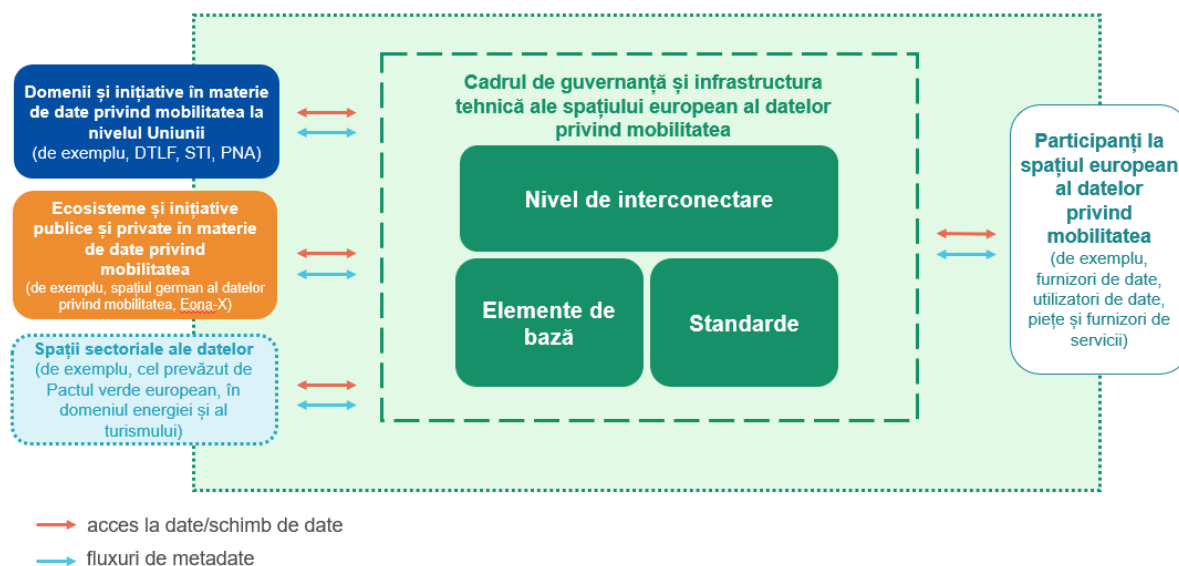 Domenii și inițiative în materie
de date privind mobilitatea la
nivelul Uniunii
(de exemplu, DTLF, STI, PNA)
Ecosisteme și inițiative
publice și private în materie
de date privind
mobilitatea
(de exemplu, spațiul german al datelor
privind mobilitatea, Eona-X)
Spații sectoriale ale datelor
(de exemplu, cel prevăzut de
Pactul verde european, în
domeniul energiei și al
turismului)
Cadrul de guvernanță și infrastructura
tehnică ale spațiului european al datelor
privind mobilitatea
Nivel de interconectare
Elemente de
bază
Standarde
Participanți la
spațiul european
al datelor
privind
mobilitatea
(de exemplu,
furnizori de date,
utilizatori de date,
piețe și furnizori de
servicii)
acces la date/schimb de date
fluxuri de metadate